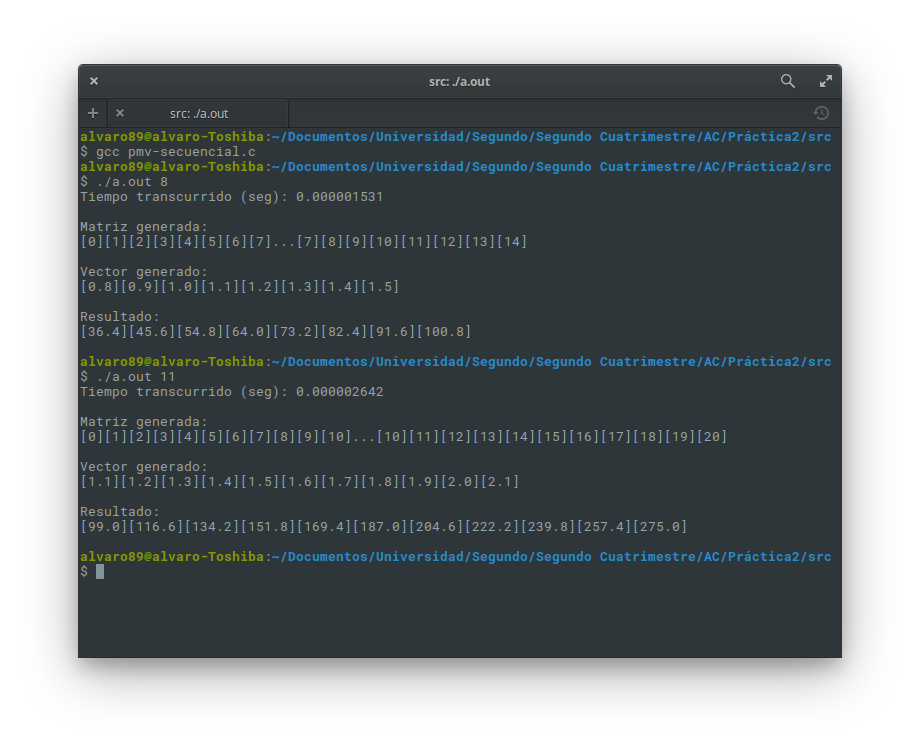 src: ./a.out
src: ./a.out
alvaro89@alvaro-Toshiba:~/Documentos/Universidad/Segundo/Segundo Cuatrimestre/AC/Práctica2/src
$ gcc pmv-secuencial.c
alvaro89@alvaro-Toshiba:~/Documentos/Universidad/Segundo/Segundo Cuatrimestre/AC/Práctica2/src
$ ./a.out 8
Tiempo transcurrido (seg): 0.000001531
Matriz generada:
[0][1][2][3][4][5][6][7]...[7][8][9][10][11][12][13][14]
Vector generado:
[0.8][0.9][1.0][1.1][1.2][1.3][1.4][1.5]
Resultado:
[36.4][45.6][54.8][64.0][73.2][82.4][91.6][100.8]
alvaro89@alvaro-Toshiba:~/Documentos/Universidad/Segundo/Segundo Cuatrimestre/AC/Práctica2/src
$ ./a.out 11
Tiempo transcurrido (seg): 0.000002642
Matriz generada:
[0][1][2][3][4][5][6][7][8][9][10]...[10][11][12][13][14][15][16][17][18][19][20]
Vector generado:
[1.1][1.2][1.3][1.4][1.5][1.6][1.7][1.8][1.9][2.0][2.1]
Resultado:
[99.0][116.6][134.2][151.8][169.4][187.0][204.6][222.2][239.8][257.4][275.0]
alvaro89@alvaro-Toshiba:~/Documentos/Universidad/Segundo/Segundo Cuatrimestre/AC/Práctica2/src
$